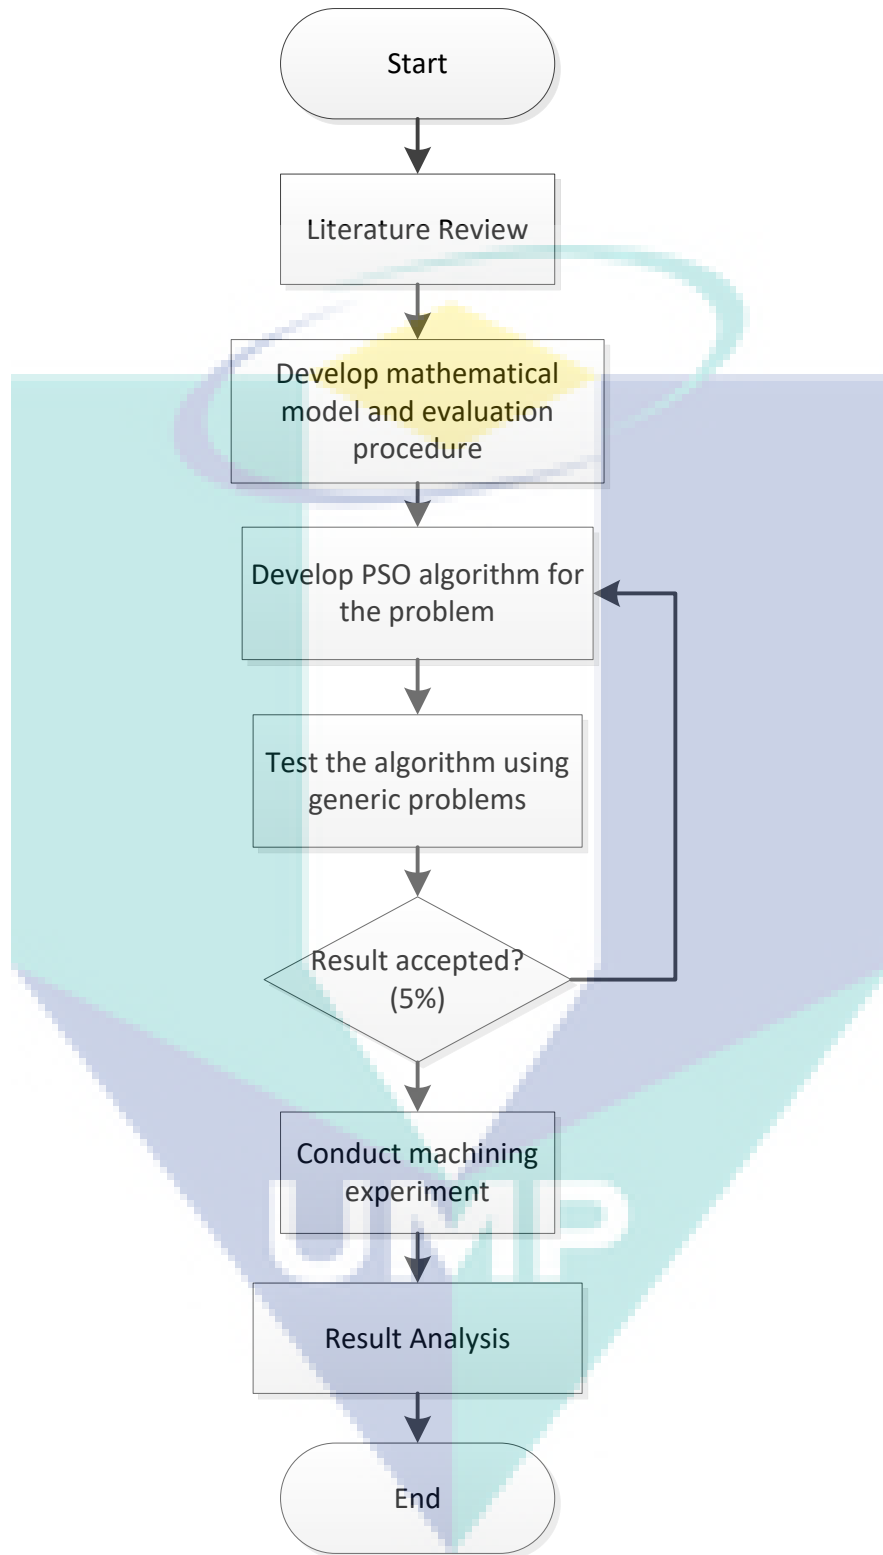 Start
Literature Review
Develop mathematical
model and evaluation
procedure
Develop PSO algorithm for
the problem
Test the algorithm using
generic problems
Result accepted?
(5%)
Conduct machining
experiment
UMP
Result Analysis
End